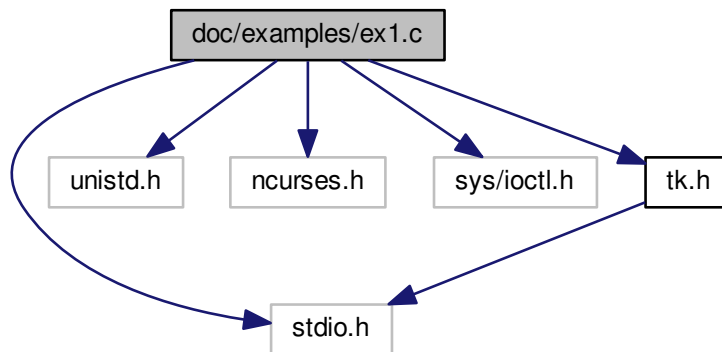 doc/examples/ex1.c
unistd.h
ncurses.h
sys/ioctl.h
tk.h
stdio.h